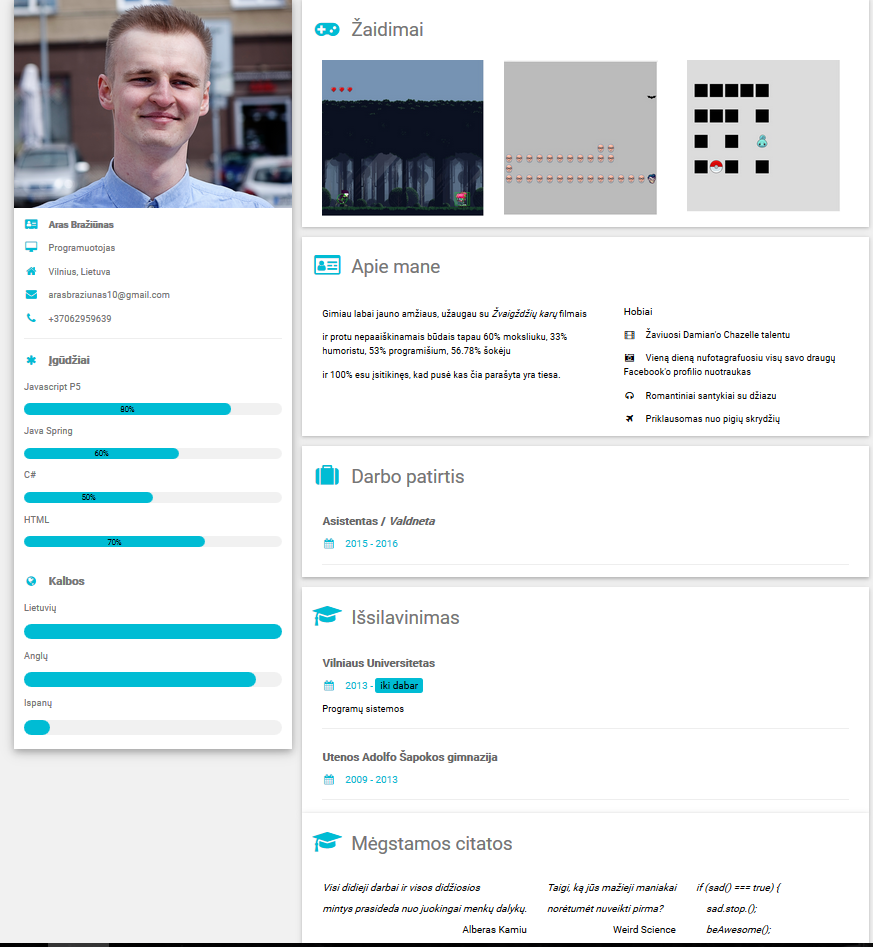 Aras Bražiūnas
Programuotojas
Vilnius, Lietuva
arasbraziunas10@gmail.com
+37062959639
Įgūdžiai
Javascript P5
80%
Java Spring
60%
C#
50%
HTML
70%
Kalbos
Lietuvių
Anglų
Ispanų
Žaidimai
Apie mane
Gimiau labai jauno amžiaus, užaugau su Žvaigždžių karų filmais
ir protu nepaaiškinamais būdais tapau 60% moksliuku, 33%
humoristu, 53% programišium, 56.78% šokėju
ir 100% esu įsitikinęs, kad pusė kas čia parašyta yra tiesa.
Hobiai
Žaviuosi Damian'o Chazelle talentu
Vieną dieną nufotografuosiu visų savo draugų
Facebook'o profilio nuotraukas
Romantiniai santykiai su džiazu
Priklausomas nuo pigių skrydžių
Darbo patirtis
Asistentas / Valdneta
2015 - 2016
Išsilavinimas
Vilniaus Universitetas
2013 - iki dabar
Programų sistemos
Utenos Adolfo Šapokos gimnazija
2009 - 2013
Mėgstamos citatos
Visi didieji darbai ir visos didžiosios
mintys prasideda nuo juokingai menkų dalykų.
Alberas Kamiu
Taigi, ką jūs mažieji maniakai
norėtumėt nuveikti pirma?
Weird Science
if (sad() === true) {
sad.stop.();
beAwesome();